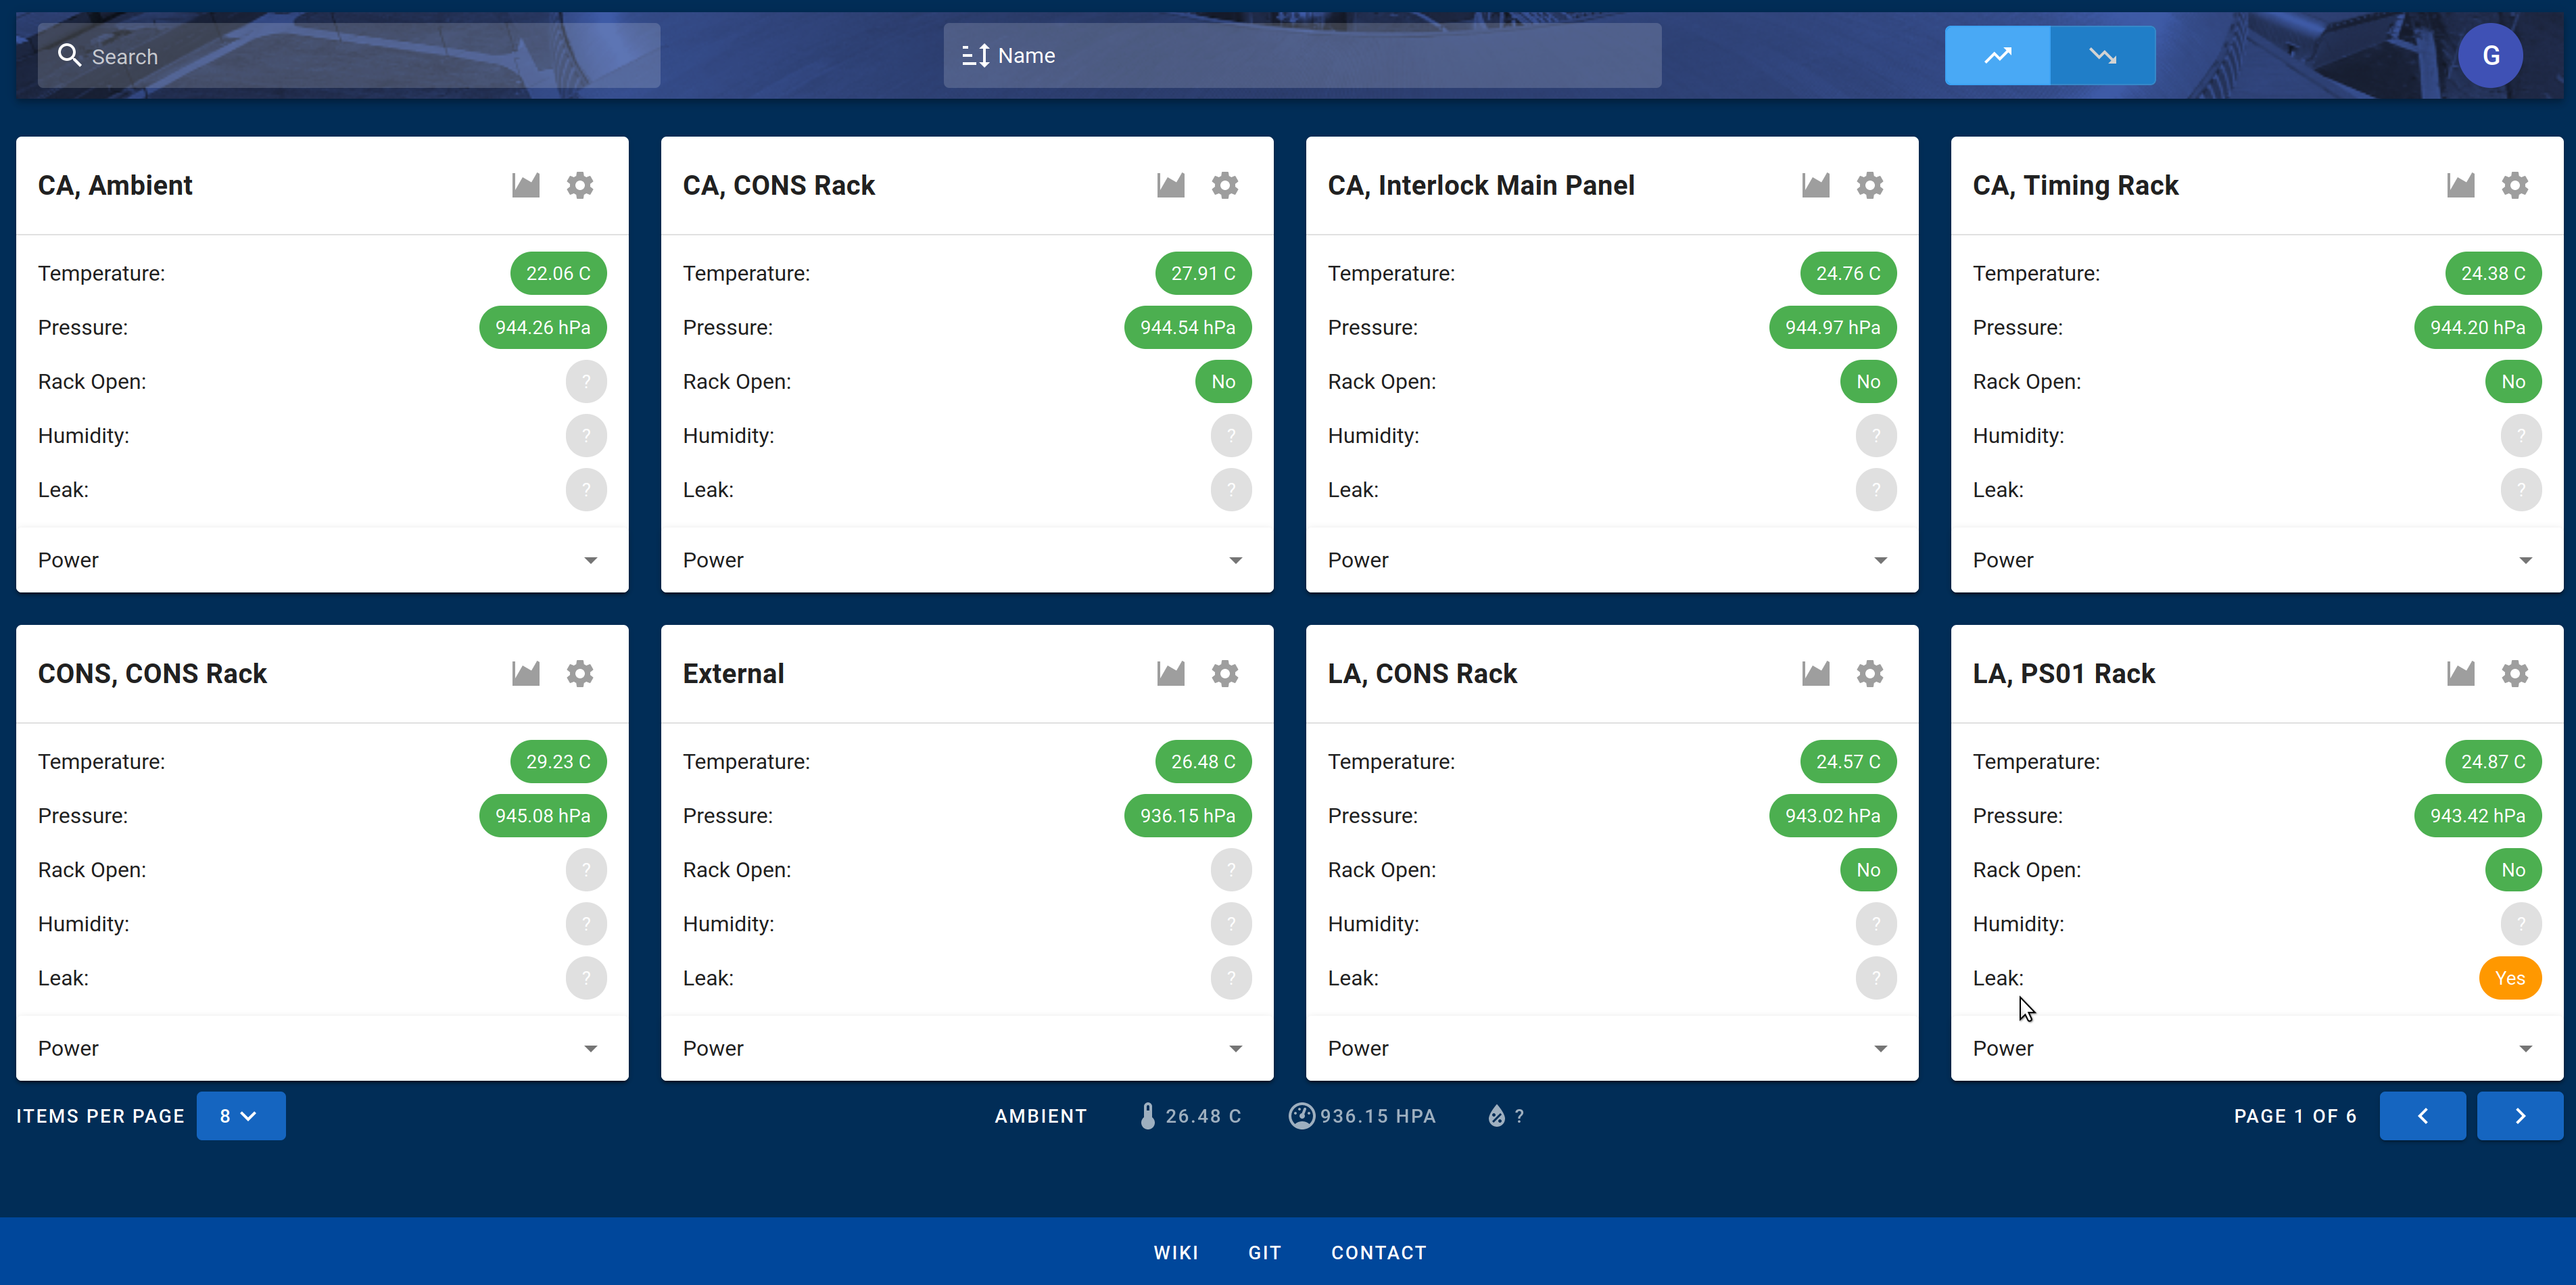 Search
Name
G
CA, Ambient
Temperature: 22.06 C
Pressure: 944.26 hPa
Rack Open: ?
Humidity: ?
Leak: ?
Power
CA, CONS Rack
Temperature: 27.91 C
Pressure: 944.54 hPa
Rack Open: No
Humidity: ?
Leak: ?
Power
CA, Interlock Main Panel
Temperature: 24.76 C
Pressure: 944.97 hPa
Rack Open: No
Humidity: ?
Leak: ?
Power
CA, Timing Rack
Temperature: 24.38 C
Pressure: 944.20 hPa
Rack Open: No
Humidity: ?
Leak: ?
Power
CONS, CONS Rack
Temperature: 29.23 C
Pressure: 945.08 hPa
Rack Open: ?
Humidity: ?
Leak: ?
Power
External
Temperature: 26.48 C
Pressure: 936.15 hPa
Rack Open: ?
Humidity: ?
Leak: ?
Power
LA, CONS Rack
Temperature: 24.57 C
Pressure: 943.02 hPa
Rack Open: No
Humidity: ?
Leak: ?
Power
LA, PS01 Rack
Temperature: 24.87 C
Pressure: 943.42 hPa
Rack Open: No
Humidity: ?
Leak: Yes
Power
ITEMS PER PAGE 8
AMBIENT 26.48 C 936.15 HPA ?
PAGE 1 OF 6
WIKI GIT CONTACT